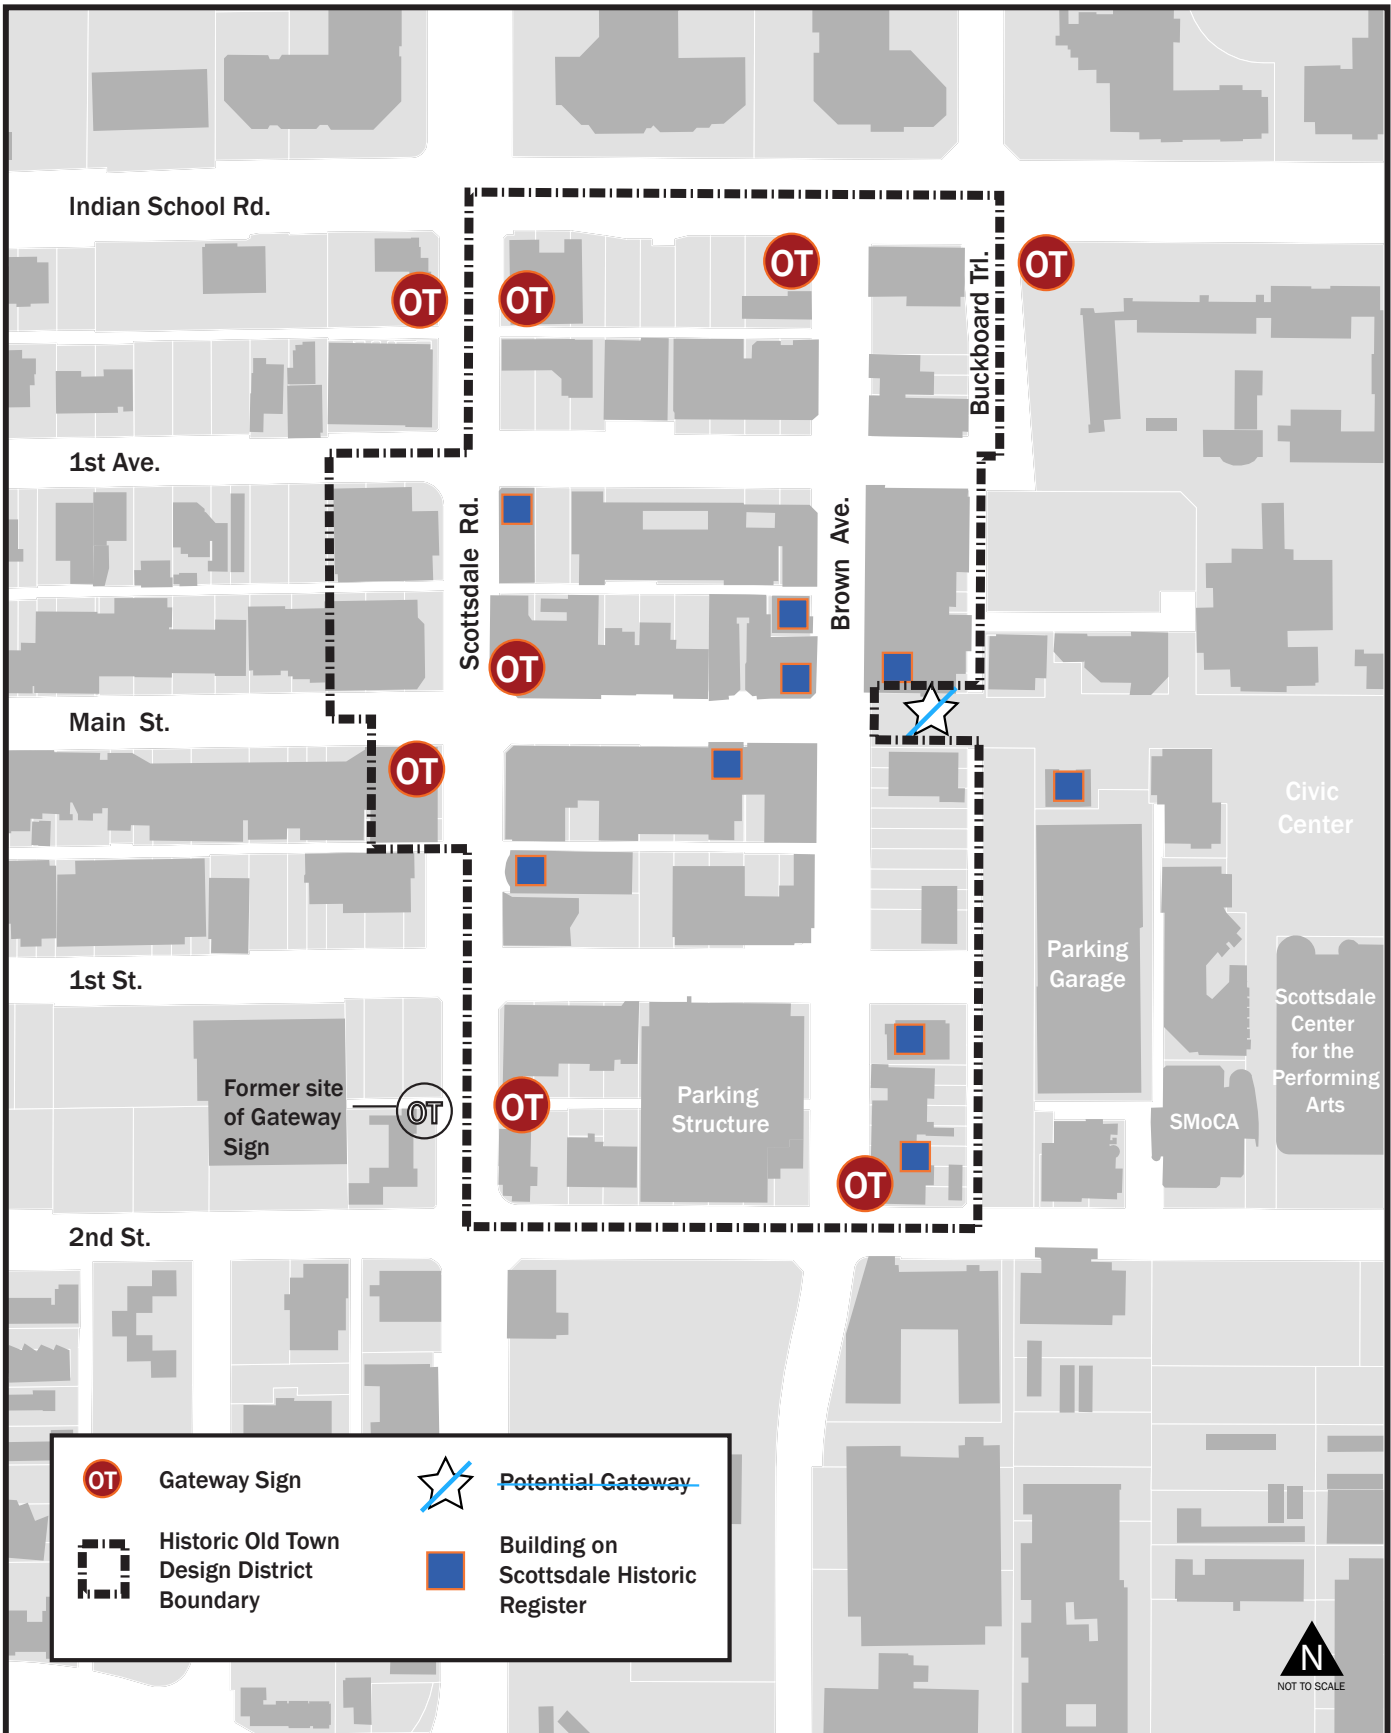 Indian School Rd.
OT
OT
OT
OT
Buckboard Trl.
1st Ave.
Scottsdale Rd.
Brown Ave.
OT
Main St.
OT
Civic
Center
Parking
Garage
1st St.
Scottsdale
Center
for the
Performing
Arts
Former site
of Gateway
Sign
OT
OT
Parking
Structure
SMoCA
OT
2nd St.
OT
Gateway Sign
Potential Gateway
Historic Old Town
Design District
Boundary
Building on
Scottsdale Historic
Register
N
NOT TO SCALE